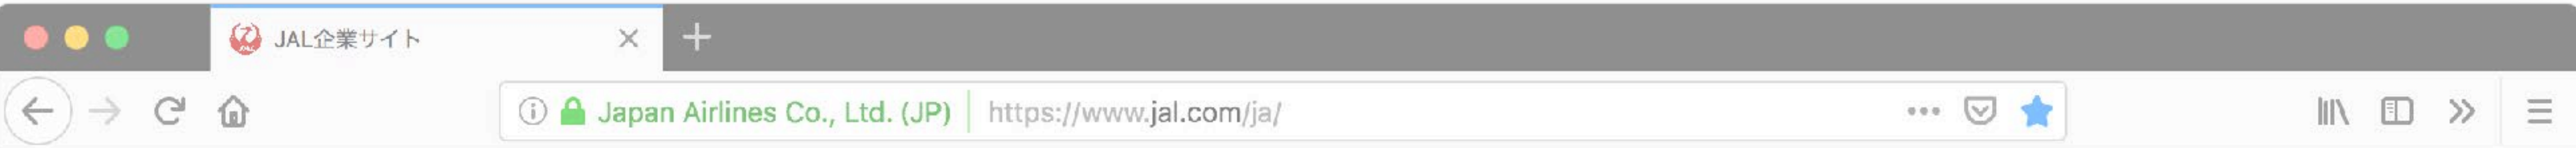 JAL企業サイト
Japan Airlines Co., Ltd. (JP) https://www.jal.com/ja/